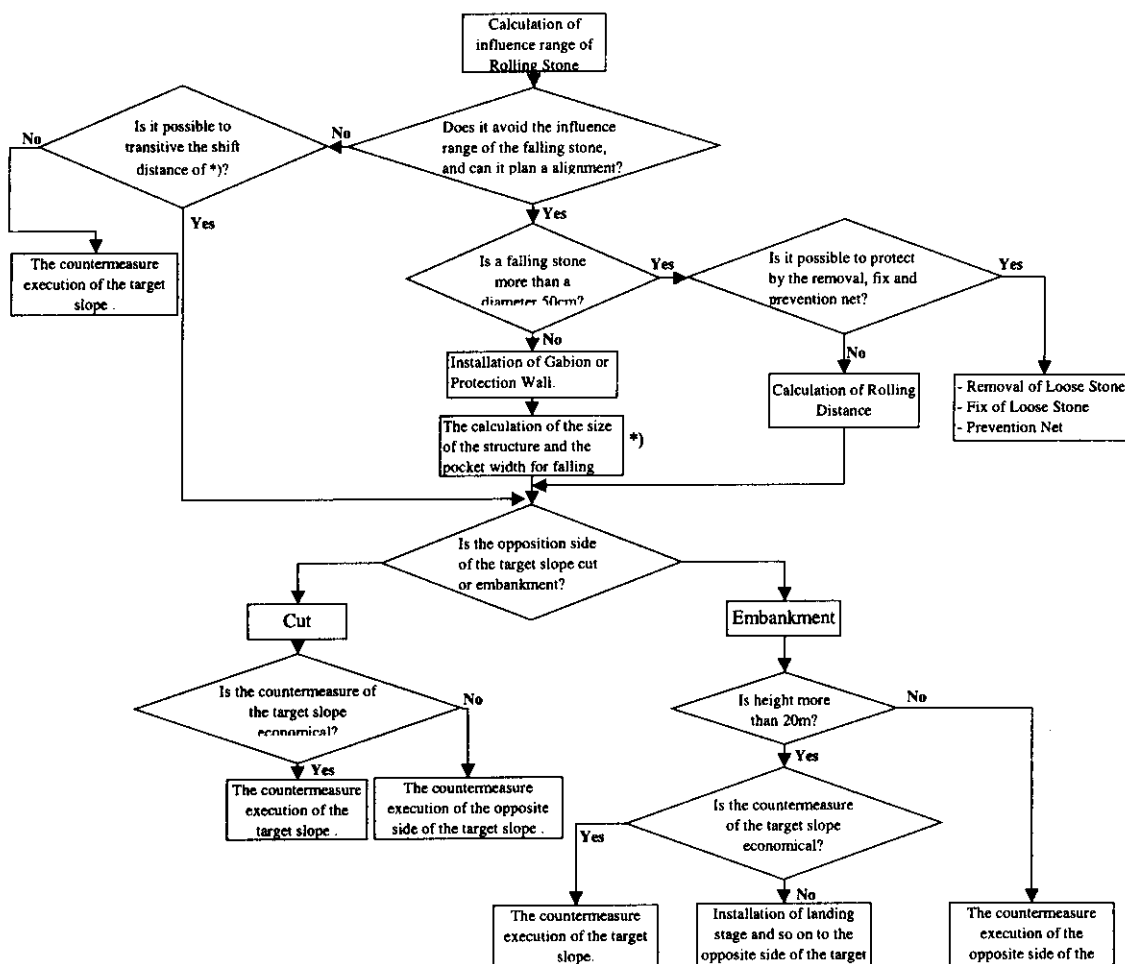 Calculation of
influence range of
Rolling Stone
No
Is it possible to
transitive the shift
distance of *)?
No
Does it avoid the influence
range of the falling stone,
and can it plan a alignment?
Yes
Yes
The countermeasure
execution of the target
slope .
Is a falling stone
more than a
diameter 50cm?
Yes
Is it possible to protect
by the removal, fix and
prevention net?
Yes
No
No
Installation of Gabion or
Protection Wall.
Calculation of Rolling
Distance
- Removal of Loose Stone
- Fix of Loose Stone
- Prevention Net
The calculation of the size
of the structure and the
pocket width for falling
*)
Is the opposition side
of the target slope cut
or embankment?
Cut
Embankment
Is the countermeasure of
the target slope
economical?
No
Yes
Is height more
than 20m?
No
Yes
The countermeasure
execution of the
target slope .
The countermeasure
execution of the opposite
side of the target slope .
Is the countermeasure
of the target slope
economical?
Yes
No
The countermeasure
execution of the target
slope.
Installation of landing
stage and so on to the
opposite side of the target
The countermeasure
execution of the
opposite side of the